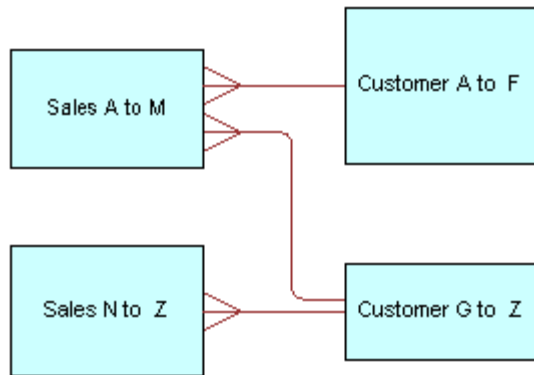 Sales A to M
Customer A to F
Sales N to Z
Customer G to Z